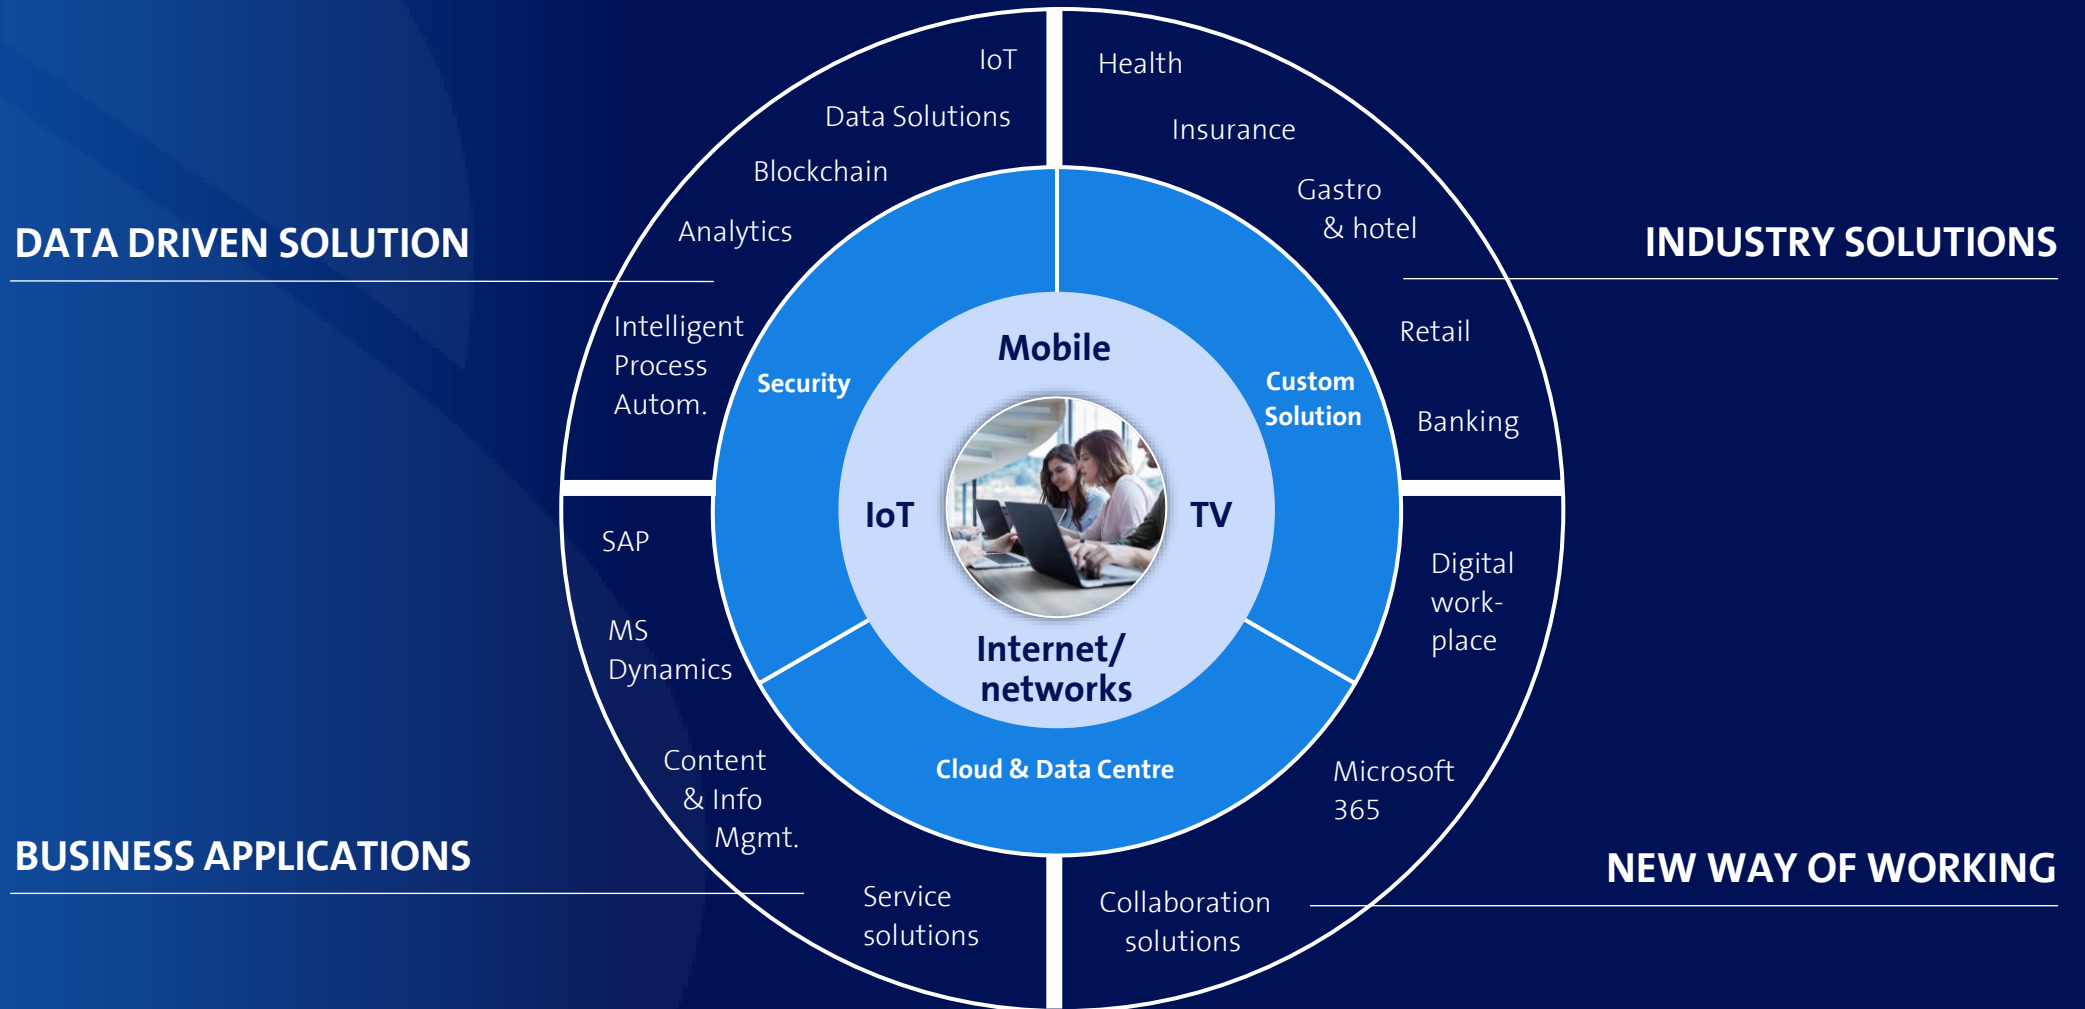 DATA DRIVEN SOLUTION
IoT
Data Solutions
Blockchain
Analytics
Intelligent
Process
Autom.
INDUSTRY SOLUTIONS
Health
Insurance
Gastro
& hotel
Retail
Banking
Security
Custom
Solution
Cloud & Data Centre
Mobile
IoT
TV
Internet/
networks
BUSINESS APPLICATIONS
SAP
MS
Dynamics
Content
& Info
Mgmt.
Service
solutions
NEW WAY OF WORKING
Digital
work-
place
Microsoft
365
Collaboration
solutions